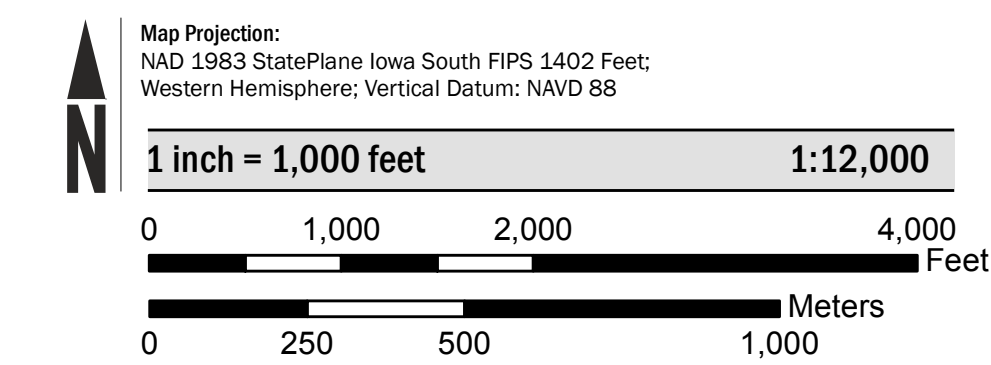 N
Map Projection:
NAD 1983 StatePlane Iowa South FIPS 1402 Feet;
Western Hemisphere; Vertical Datum: NAVD 88
1 inch = 1,000 feet 1:12,000
0 1,000 2,000 4,000
Feet
Meters
0 250 500 1,000